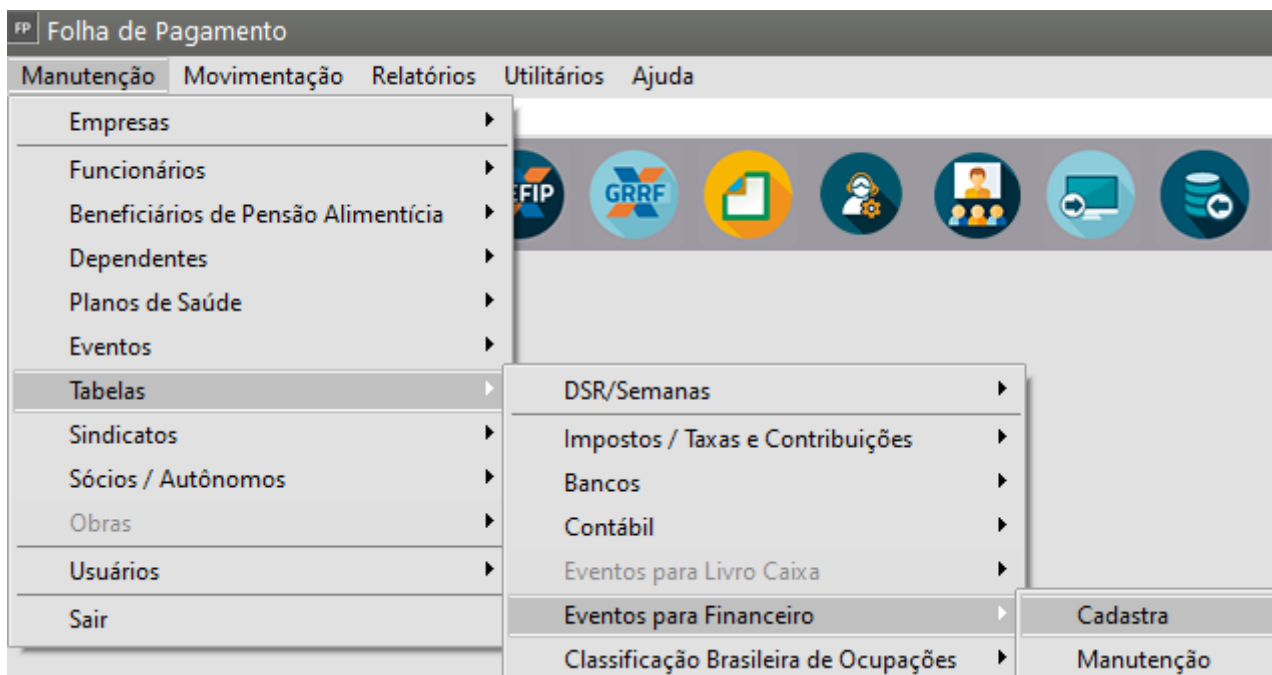 FP Folha de Pagamento
Manutenção Movimentação Relatórios Utilitários Ajuda
Empresas
Funcionários
Beneficiários de Pensão Alimentícia
Dependentes
Planos de Saúde
Eventos
Tabelas
Sindicatos
Sócios / Autônomos
Obras
Usuários
Sair
EFIP
GRRF
DSR/Semanas
Impostos / Taxas e Contribuições
Bancos
Contábil
Eventos para Livro Caixa
Eventos para Financeiro
Classificação Brasileira de Ocupações
Cadastra
Manutenção